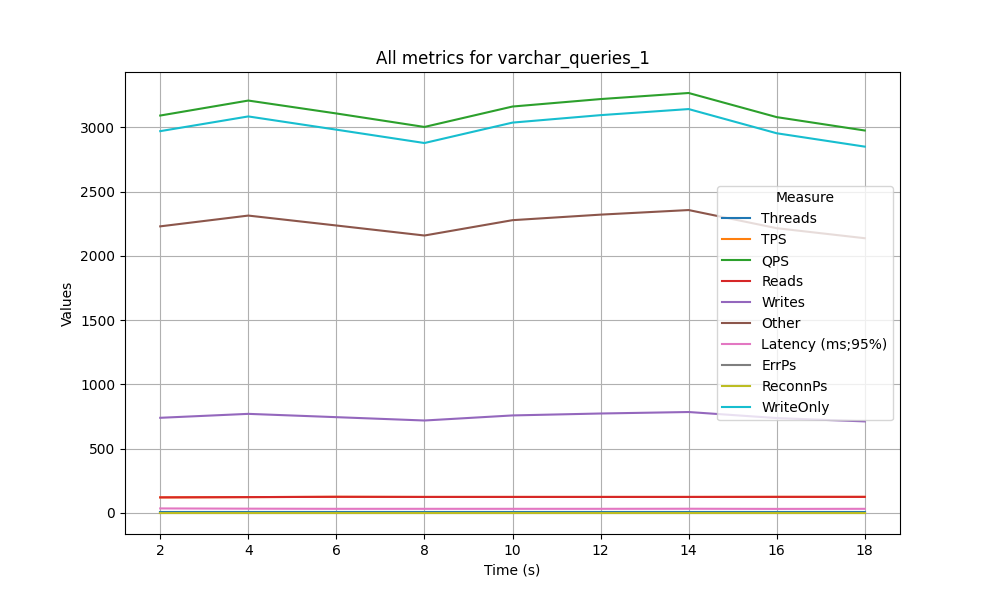 All metrics for varchar_queries_1
Values
3000
2500
2000
1500
1000
500
0
Measure
Threads
TPS
QPS
Reads
Writes
Other
Latency (ms;95%)
ErrPs
ReconnPs
WriteOnly
2 4 6 8 10 12 14 16 18
Time (s)